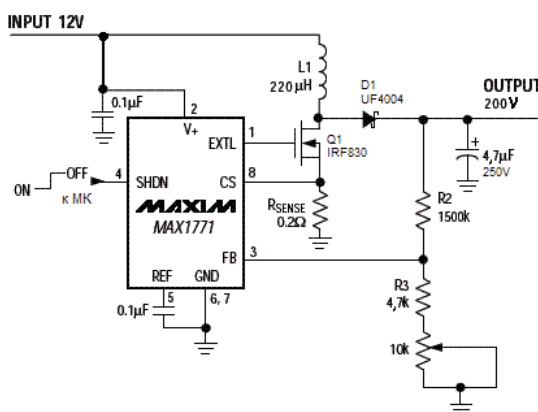 INPUT 12V
L1
220 µH
D1
UF4004
OUTPUT
200V
0.1µF
2
V+
EXTL
1
Q1
IRF830
4,7µF
250V
ON
OFF
к МК
4
SHDN
CS
8
MAXIM
MAX1771
RSENSE
0.2Ω
R2
1500k
FB
3
REF
GND
5
6, 7
0.1µF
R3
4,7k
10k